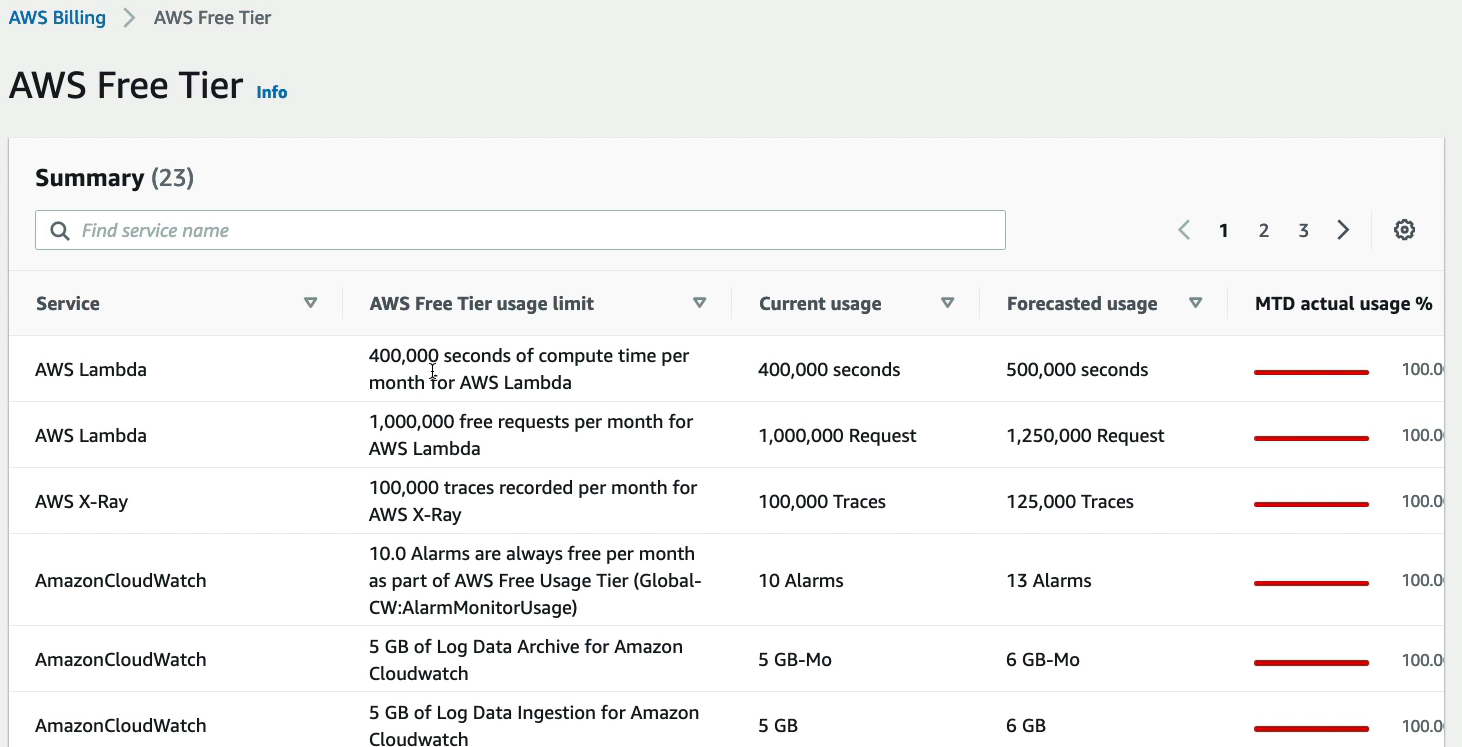 AWS Billing > AWS Free Tier
AWS Free Tier Info
Summary (23)
Find service name
1 2 3
Service AWS Free Tier usage limit Current usage Forecasted usage MTD actual usage %
AWS Lambda 400,000 seconds of compute time per month for AWS Lambda 400,000 seconds 500,000 seconds 100.0
AWS Lambda 1,000,000 free requests per month for AWS Lambda 1,000,000 Request 1,250,000 Request 100.0
AWS X-Ray 100,000 traces recorded per month for AWS X-Ray 100,000 Traces 125,000 Traces 100.0
AmazonCloudWatch 10.0 Alarms are always free per month as part of AWS Free Usage Tier (Global-CW:AlarmMonitorUsage) 10 Alarms 13 Alarms 100.0
AmazonCloudWatch 5 GB of Log Data Archive for Amazon Cloudwatch 5 GB-Mo 6 GB-Mo 100.0
AmazonCloudWatch 5 GB of Log Data Ingestion for Amazon Cloudwatch 5 GB 6 GB 100.0